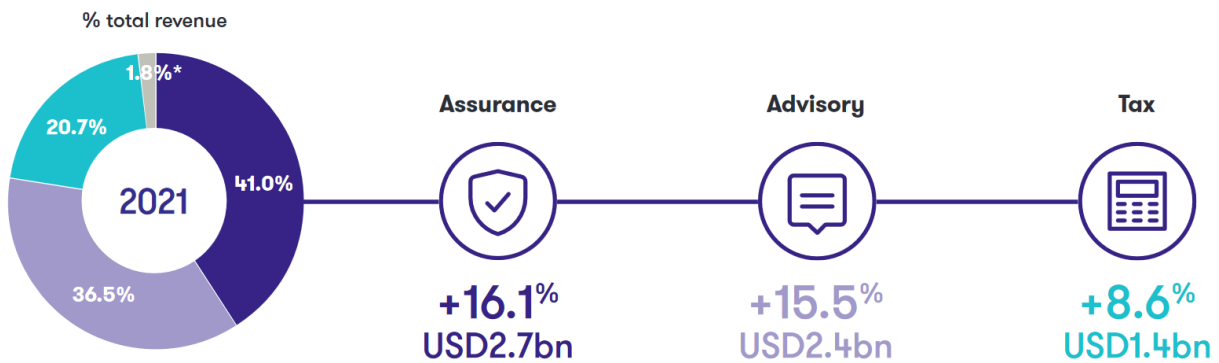 % total revenue
1.8%*
20.7%
41.0%
2021
36.5%
Assurance
+16.1%
USD2.7bn
Advisory
+15.5%
USD2.4bn
Tax
+8.6%
USD1.4bn